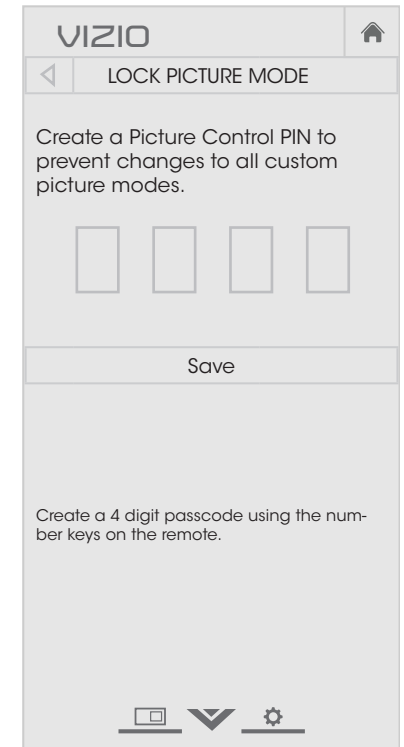 VIZIO
LOCK PICTURE MODE
Create a Picture Control PIN to
prevent changes to all custom
picture modes.
Save
Create a 4 digit passcode using the num-
ber keys on the remote.